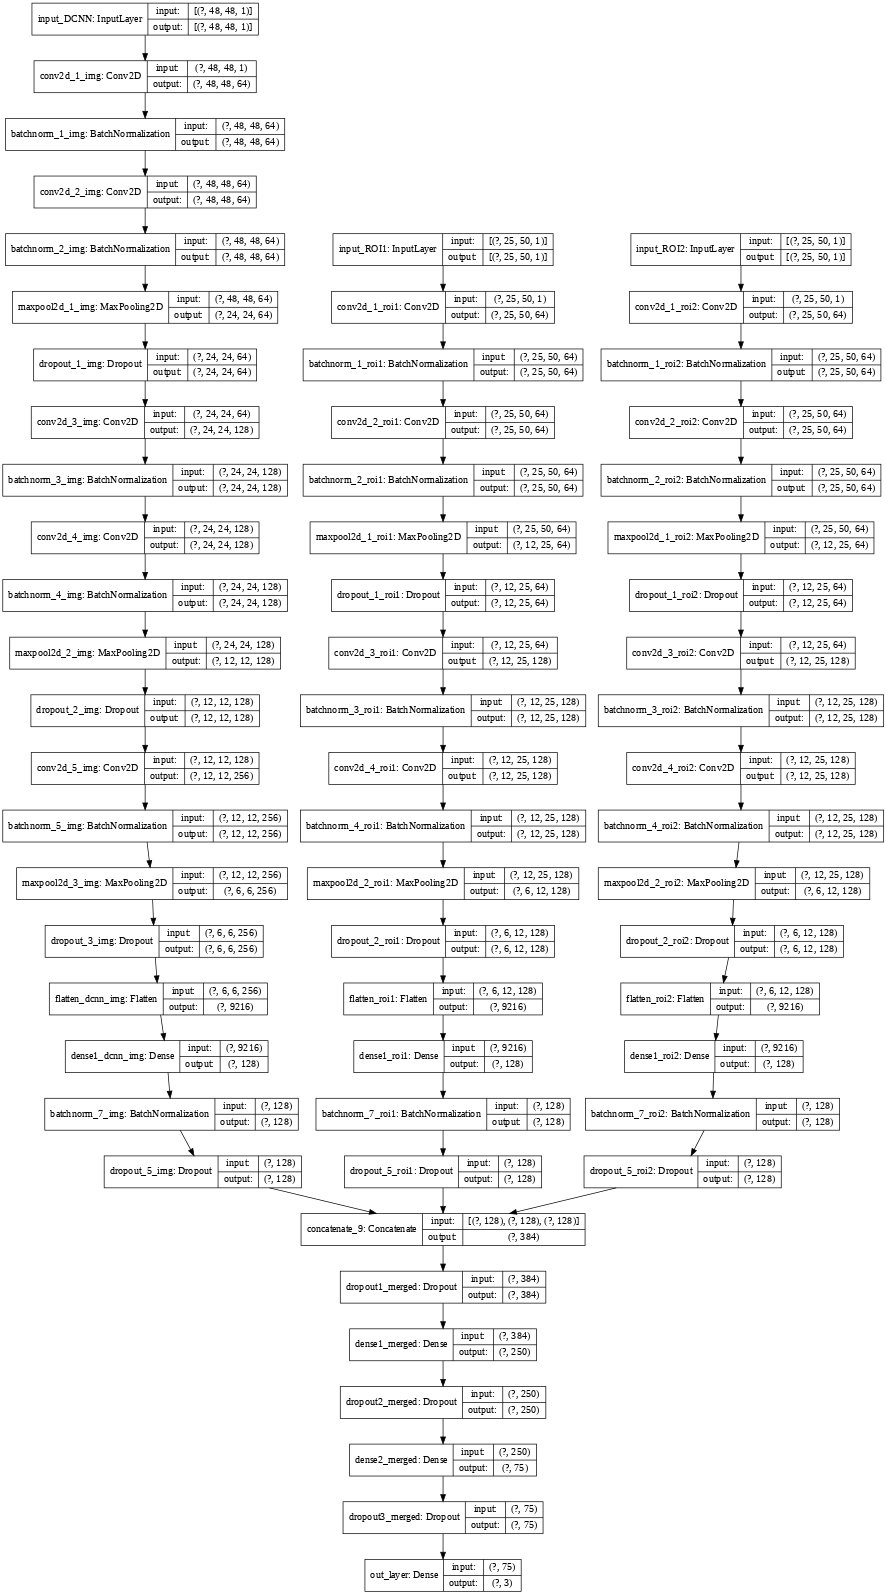 input_DCNN: InputLayer
input: [(?, 48, 48, 1)]
output: [(?, 48, 48, 1)]
conv2d_1_img: Conv2D
input: (?, 48, 48, 1)
output: (?, 48, 48, 64)
batchnorm_1_img: BatchNormalization
input: (?, 48, 48, 64)
output: (?, 48, 48, 64)
conv2d_2_img: Conv2D
input: (?, 48, 48, 64)
output: (?, 48, 48, 64)
batchnorm_2_img: BatchNormalization
input: (?, 48, 48, 64)
output: (?, 48, 48, 64)
maxpool2d_1_img: MaxPooling2D
input: (?, 48, 48, 64)
output: (?, 24, 24, 64)
dropout_1_img: Dropout
input: (?, 24, 24, 64)
output: (?, 24, 24, 64)
conv2d_3_img: Conv2D
input: (?, 24, 24, 64)
output: (?, 24, 24, 128)
batchnorm_3_img: BatchNormalization
input: (?, 24, 24, 128)
output: (?, 24, 24, 128)
conv2d_4_img: Conv2D
input: (?, 24, 24, 128)
output: (?, 24, 24, 128)
batchnorm_4_img: BatchNormalization
input: (?, 24, 24, 128)
output: (?, 24, 24, 128)
maxpool2d_2_img: MaxPooling2D
input: (?, 24, 24, 128)
output: (?, 12, 12, 128)
dropout_2_img: Dropout
input: (?, 12, 12, 128)
output: (?, 12, 12, 128)
conv2d_5_img: Conv2D
input: (?, 12, 12, 128)
output: (?, 12, 12, 256)
batchnorm_5_img: BatchNormalization
input: (?, 12, 12, 256)
output: (?, 12, 12, 256)
maxpool2d_3_img: MaxPooling2D
input: (?, 12, 12, 256)
output: (?, 6, 6, 256)
dropout_3_img: Dropout
input: (?, 6, 6, 256)
output: (?, 6, 6, 256)
flatten_dcnn_img: Flatten
input: (?, 6, 6, 256)
output: (?, 9216)
dense1_dcnn_img: Dense
input: (?, 9216)
output: (?, 128)
batchnorm_7_img: BatchNormalization
input: (?, 128)
output: (?, 128)
dropout_5_img: Dropout
input: (?, 128)
output: (?, 128)
input_ROI1: InputLayer
input: [(?, 25, 50, 1)]
output: [(?, 25, 50, 1)]
conv2d_1_roi1: Conv2D
input: (?, 25, 50, 1)
output: (?, 25, 50, 64)
batchnorm_1_roi1: BatchNormalization
input: (?, 25, 50, 64)
output: (?, 25, 50, 64)
conv2d_2_roi1: Conv2D
input: (?, 25, 50, 64)
output: (?, 25, 50, 64)
batchnorm_2_roi1: BatchNormalization
input: (?, 25, 50, 64)
output: (?, 25, 50, 64)
maxpool2d_1_roi1: MaxPooling2D
input: (?, 25, 50, 64)
output: (?, 12, 25, 64)
dropout_1_roi1: Dropout
input: (?, 12, 25, 64)
output: (?, 12, 25, 64)
conv2d_3_roi1: Conv2D
input: (?, 12, 25, 64)
output: (?, 12, 25, 128)
batchnorm_3_roi1: BatchNormalization
input: (?, 12, 25, 128)
output: (?, 12, 25, 128)
conv2d_4_roi1: Conv2D
input: (?, 12, 25, 128)
output: (?, 12, 25, 128)
batchnorm_4_roi1: BatchNormalization
input: (?, 12, 25, 128)
output: (?, 12, 25, 128)
maxpool2d_2_roi1: MaxPooling2D
input: (?, 12, 25, 128)
output: (?, 6, 12, 128)
dropout_2_roi1: Dropout
input: (?, 6, 12, 128)
output: (?, 6, 12, 128)
flatten_roi1: Flatten
input: (?, 6, 12, 128)
output: (?, 9216)
dense1_roi1: Dense
input: (?, 9216)
output: (?, 128)
batchnorm_7_roi1: BatchNormalization
input: (?, 128)
output: (?, 128)
dropout_5_roi1: Dropout
input: (?, 128)
output: (?, 128)
input_ROI2: InputLayer
input: [(?, 25, 50, 1)]
output: [(?, 25, 50, 1)]
conv2d_1_roi2: Conv2D
input: (?, 25, 50, 1)
output: (?, 25, 50, 64)
batchnorm_1_roi2: BatchNormalization
input: (?, 25, 50, 64)
output: (?, 25, 50, 64)
conv2d_2_roi2: Conv2D
input: (?, 25, 50, 64)
output: (?, 25, 50, 64)
batchnorm_2_roi2: BatchNormalization
input: (?, 25, 50, 64)
output: (?, 25, 50, 64)
maxpool2d_1_roi2: MaxPooling2D
input: (?, 25, 50, 64)
output: (?, 12, 25, 64)
dropout_1_roi2: Dropout
input: (?, 12, 25, 64)
output: (?, 12, 25, 64)
conv2d_3_roi2: Conv2D
input: (?, 12, 25, 64)
output: (?, 12, 25, 128)
batchnorm_3_roi2: BatchNormalization
input: (?, 12, 25, 128)
output: (?, 12, 25, 128)
conv2d_4_roi2: Conv2D
input: (?, 12, 25, 128)
output: (?, 12, 25, 128)
batchnorm_4_roi2: BatchNormalization
input: (?, 12, 25, 128)
output: (?, 12, 25, 128)
maxpool2d_2_roi2: MaxPooling2D
input: (?, 12, 25, 128)
output: (?, 6, 12, 128)
dropout_2_roi2: Dropout
input: (?, 6, 12, 128)
output: (?, 6, 12, 128)
flatten_roi2: Flatten
input: (?, 6, 12, 128)
output: (?, 9216)
dense1_roi2: Dense
input: (?, 9216)
output: (?, 128)
batchnorm_7_roi2: BatchNormalization
input: (?, 128)
output: (?, 128)
dropout_5_roi2: Dropout
input: (?, 128)
output: (?, 128)
concatenate_9: Concatenate
input: [(?, 128), (?, 128), (?, 128)]
output: (?, 384)
dropout1_merged: Dropout
input: (?, 384)
output: (?, 384)
dense1_merged: Dense
input: (?, 384)
output: (?, 250)
dropout2_merged: Dropout
input: (?, 250)
output: (?, 250)
dense2_merged: Dense
input: (?, 250)
output: (?, 75)
dropout3_merged: Dropout
input: (?, 75)
output: (?, 75)
out_layer: Dense
input: (?, 75)
output: (?, 3)